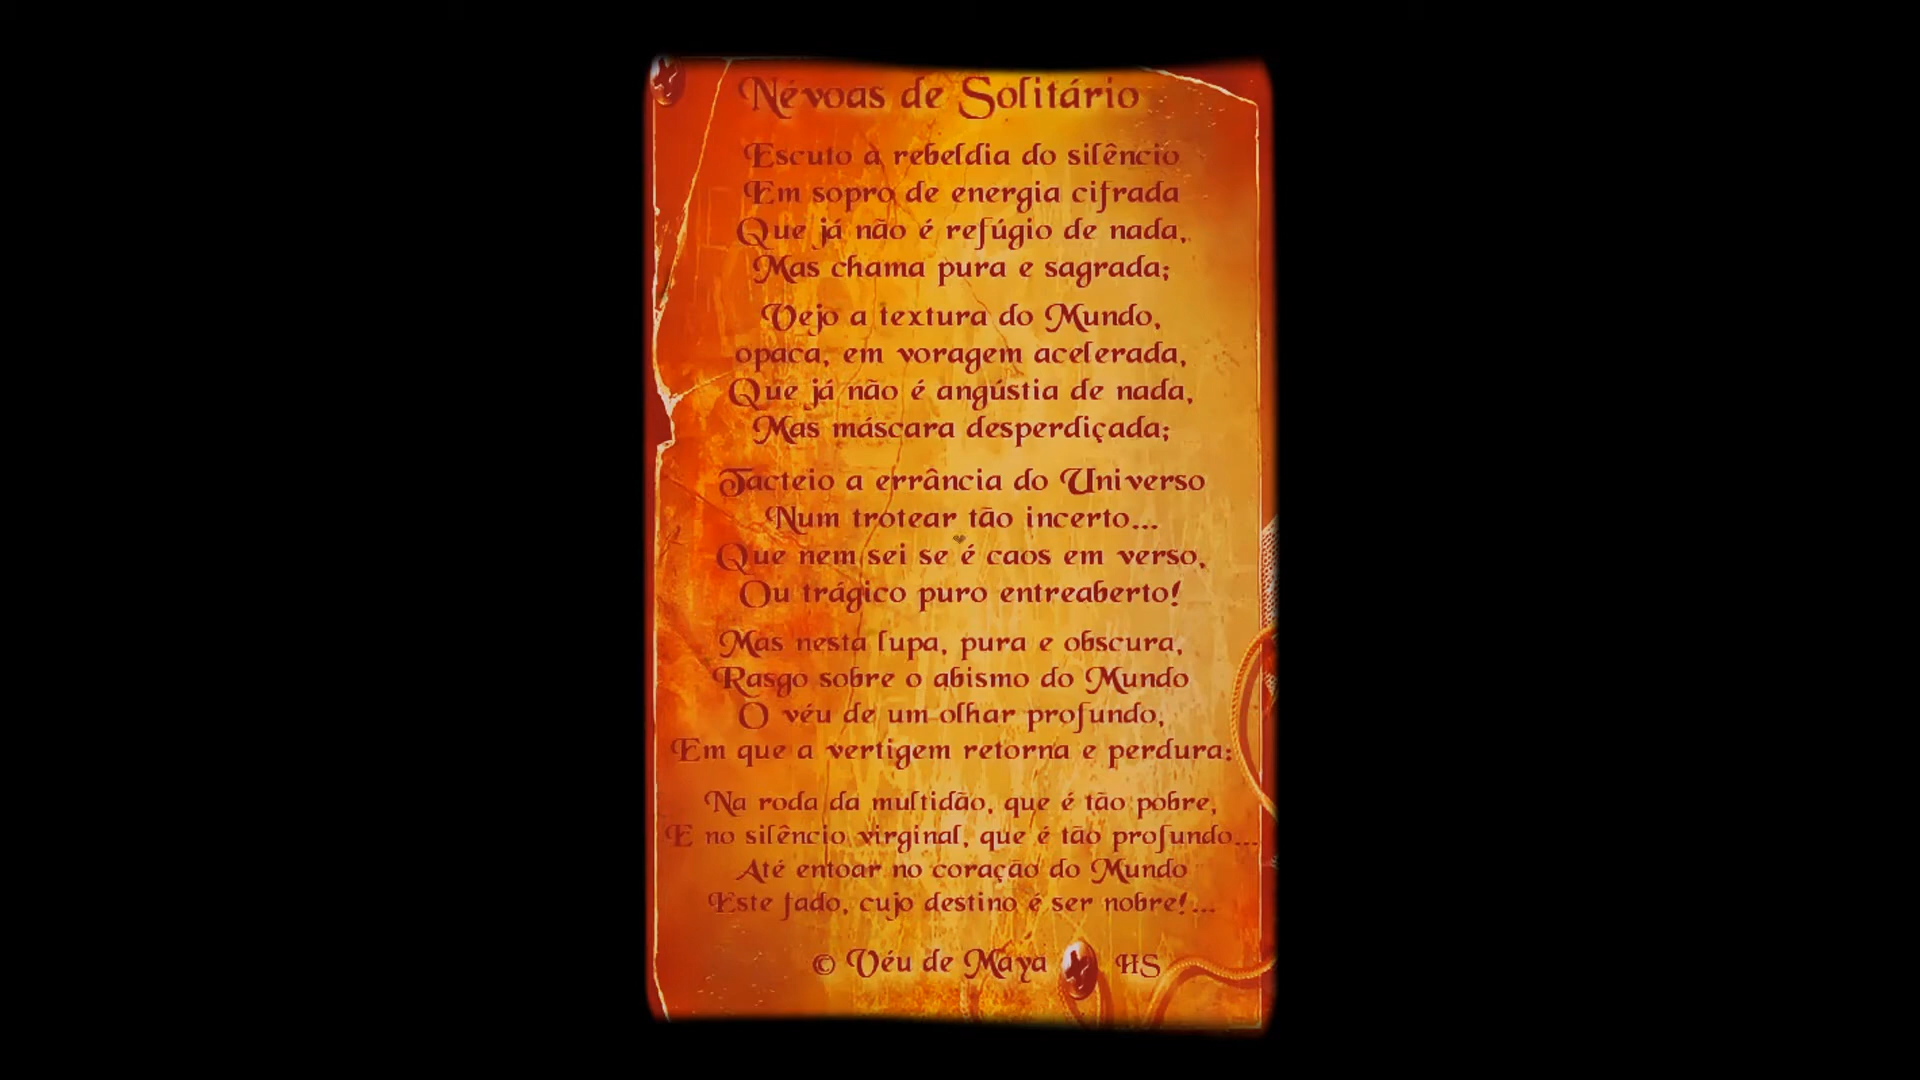 Névoas de Solitário
Escuto a rebeldia do silêncio
Em sopro de energia cifrada
Que já não é refúgio de nada,
Mas chama pura e sagrada;
Vejo a textura do Mundo,
opaca, em voragem acelerada,
Que já não é angústia de nada,
Mas máscara desperdiçada;
Tacteio a errância do Universo
Num trotear tão incerto...
Que nem sei se é caos em verso,
Ou trágico puro entreaberto!
Mas nesta lupa, pura e obscura,
Rasgo sobre o abismo do Mundo
O véu de um olhar profundo,
Em que a vertigem retorna e perdura:
Na roda da multidão, que é tão pobre,
E no silêncio virginal, que é tão profundo...
Até entoar no coração do Mundo
Este fado, cujo destino é ser nobre!...
© Véu de Maya HS